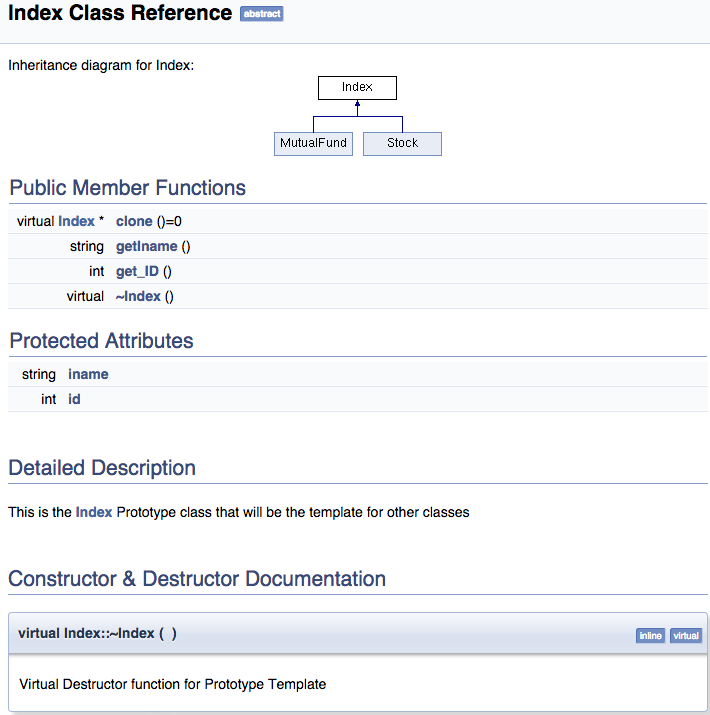 Index Class Reference abstract
Inheritance diagram for Index:
Index
MutualFund Stock
Public Member Functions
virtual Index * clone ()=0
string getIname ()
int get_ID ()
virtual ~Index ()
Protected Attributes
string iname
int id
Detailed Description
This is the Index Prototype class that will be the template for other classes
Constructor & Destructor Documentation
virtual Index::~Index ( ) inline virtual
Virtual Destructor function for Prototype Template